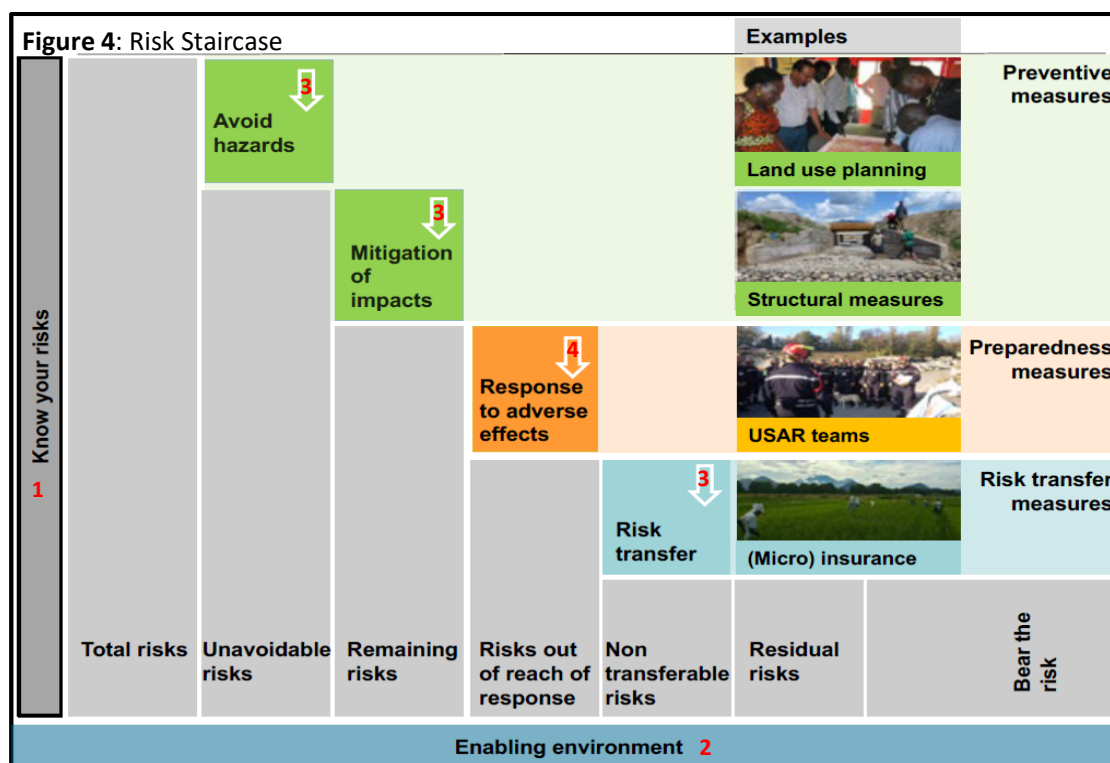 Figure 4: Risk Staircase
Examples
Know your risks
1
3
Avoid
hazards
Land use planning
Preventive
measures
3
Mitigation
of
impacts
Structural measures
4
Response
to adverse
effects
USAR teams
Preparedness
measures
3
Risk
transfer
(Micro) insurance
Risk transfer
measures
Total risks
Unavoidable
risks
Remaining
risks
Risks out
of reach of
response
Non
transferable
risks
Residual
risks
Bear the
risk
Enabling environment 2